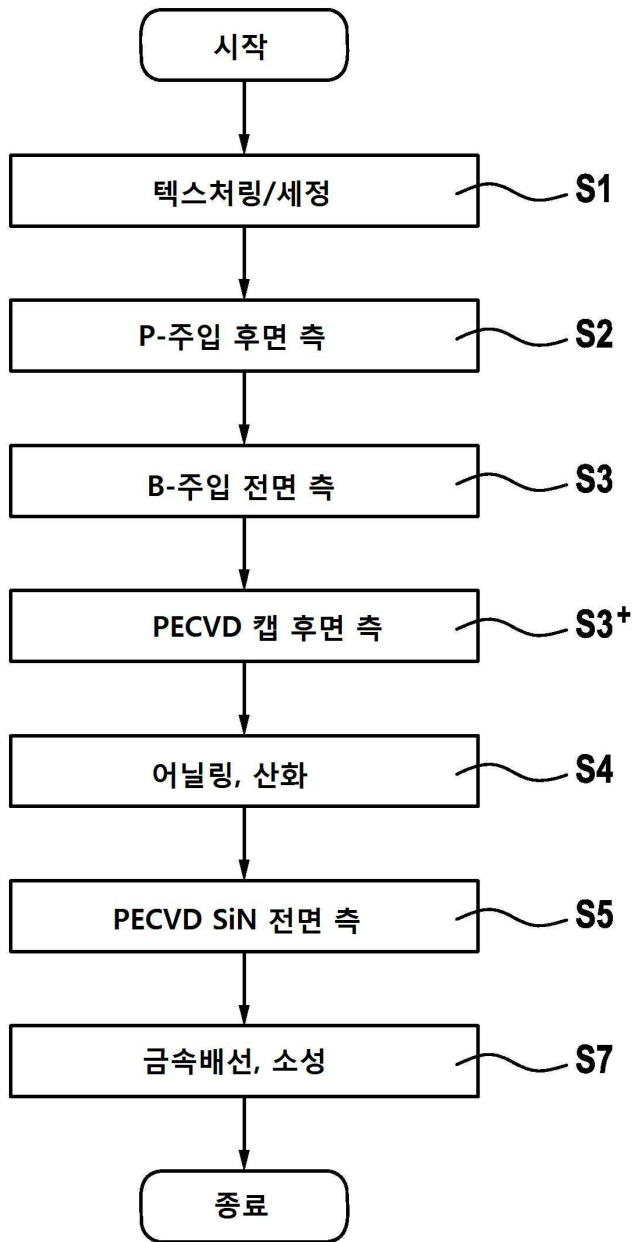 시작
텍스처링/세정 S1
P-주입 후면 측 S2
B-주입 전면 측 S3
PECVD 캡 후면 측 S3+
어닐링, 산화 S4
PECVD SiN 전면 측 S5
금속배선, 소성 S7
종료